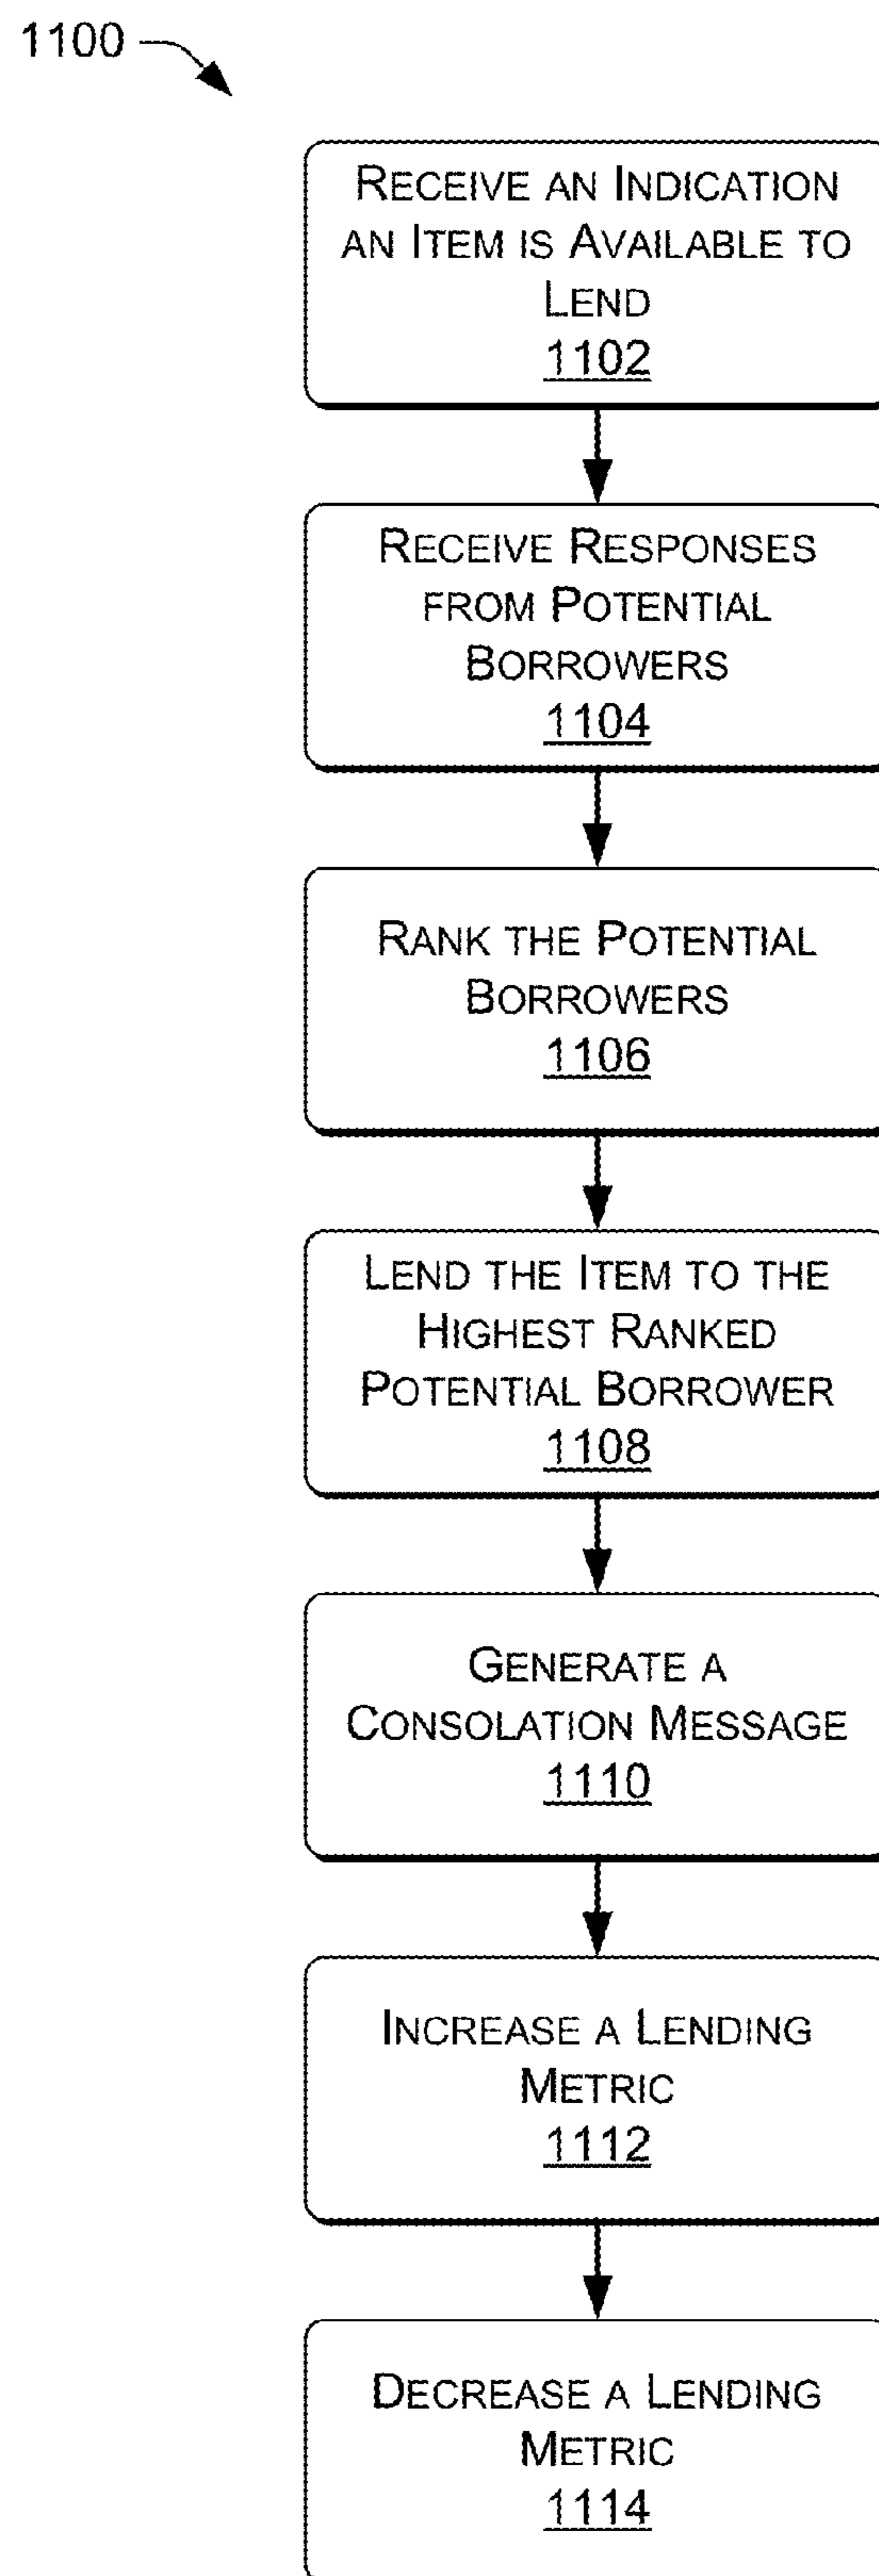 1100
RECEIVE AN INDICATION
AN ITEM IS AVAILABLE TO
LEND
1102
RECEIVE RESPONSES
FROM POTENTIAL
BORROWERS
1104
RANK THE POTENTIAL
BORROWERS
1106
LEND THE ITEM TO THE
HIGHEST RANKED
POTENTIAL BORROWER
1108
GENERATE A
CONSOLATION MESSAGE
1110
INCREASE A LENDING
METRIC
1112
DECREASE A LENDING
METRIC
1114